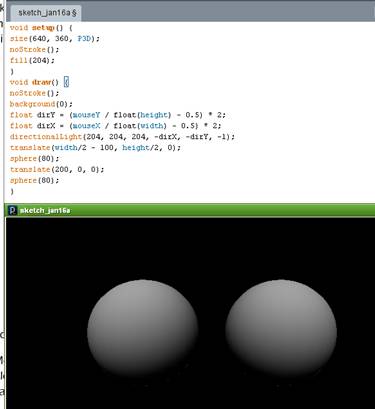 sketch_jan16a §
void setup() {
size(640, 360, P3D);
noStroke();
fill(204);
}
void draw() {
noStroke();
background(0);
float dirY = (mouseY / float(height) - 0.5) * 2;
float dirX = (mouseX / float(width) - 0.5) * 2;
directionalLight(204, 204, 204, -dirX, -dirY, -1);
translate(width/2 - 100, height/2, 0);
sphere(80);
translate(200, 0, 0);
sphere(80);
}
sketch_jan16a